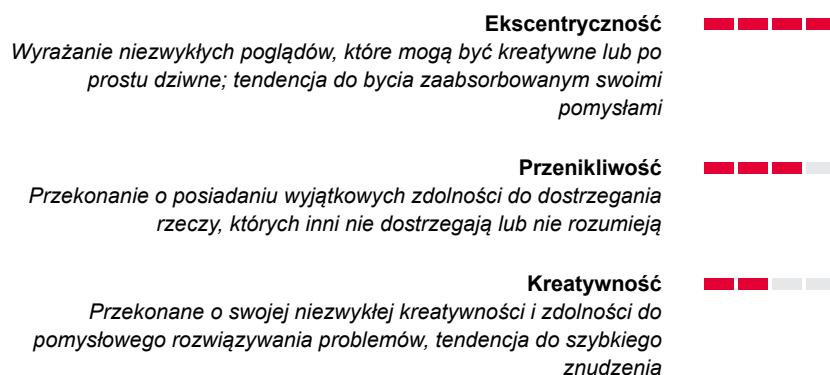 Ekscentryczność
Wyrażanie niezwykłych poglądów, które mogą być kreatywne lub po
prostu dziwne; tendencja do bycia zaabsorbowanym swoimi
pomysłami
Przenikliwość
Przekonanie o posiadaniu wyjątkowych zdolności do dostrzegania
rzeczy, których inni nie dostrzegają lub nie rozumieją
Kreatywność
Przekonane o swojej niezwykłej kreatywności i zdolności do
pomysłowego rozwiązywania problemów, tendencja do szybkiego
znudzenia